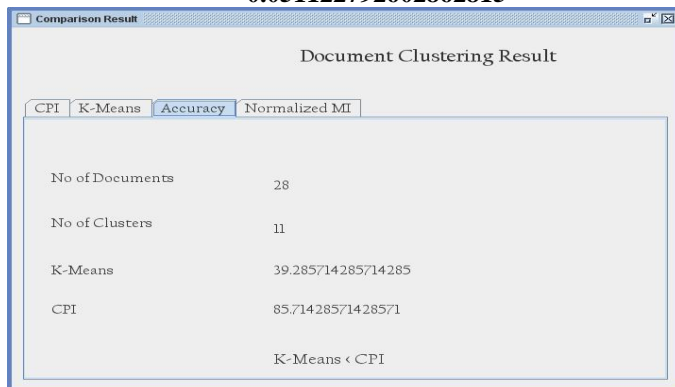 Comparison Result
Document Clustering Result
CPI K-Means Accuracy Normalized MI
No of Documents 28
No of Clusters 11
K-Means 39.285714285714285
CPI 85.71428571428571
K-Means < CPI